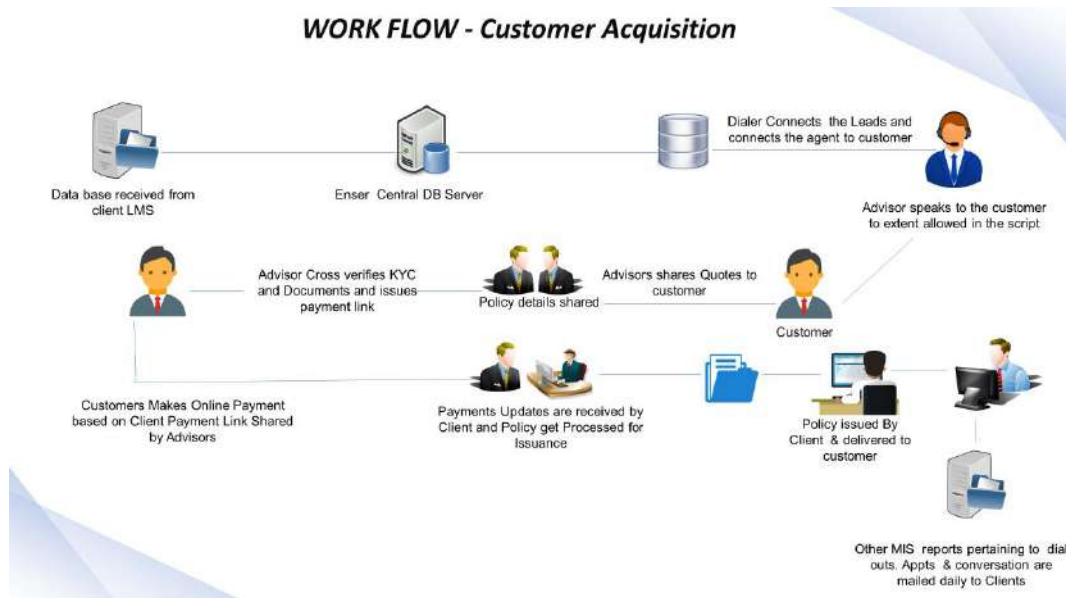 WORK FLOW - Customer Acquisition
Dialer Connects the Leads and
connects the agent to customer
Data base received from
client LMS
Enser Central DB Server
Advisor speaks to the customer
to extent allowed in the script
Advisor Cross verifies KYC
and Documents and issues
payment link
Policy details shared
Advisors shares Quotes to
customer
Customer
Customers Makes Online Payment
based on Client Payment Link Shared
by Advisors
Payments Updates are received by
Client and Policy get Processed for
Issuance
Policy issued By
Client & delivered to
customer
Other MIS reports pertaining to dial
outs. Appts & conversation are
mailed daily to Clients